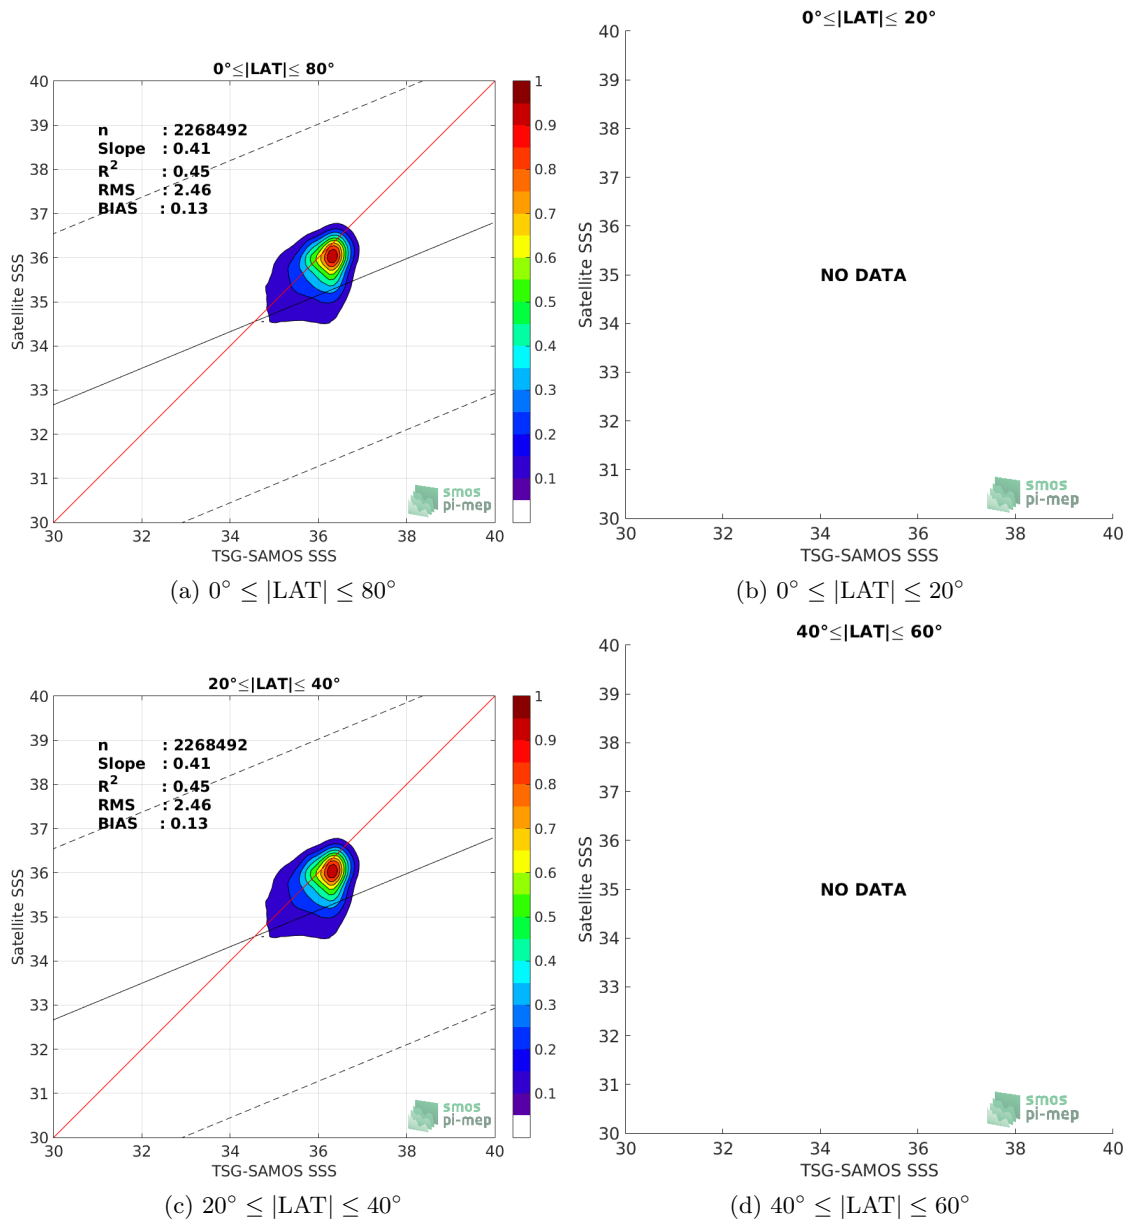 0°≤|LAT|≤ 80°
40
39
38
37
36
35
34
33
32
31
30
Satellite SSS
n : 2268492
Slope : 0.41
R² : 0.45
RMS : 2.46
BIAS : 0.13
smos
pi-mep
30 32 34 36 38 40
TSG-SAMOS SSS
1
0.9
0.8
0.7
0.6
0.5
0.4
0.3
0.2
0.1
(a) 0° ≤ |LAT| ≤ 80°
0°≤|LAT|≤ 20°
40
39
38
37
36
35
34
33
32
31
30
Satellite SSS
NO DATA
smos
pi-mep
30 32 34 36 38 40
TSG-SAMOS SSS
(b) 0° ≤ |LAT| ≤ 20°
20°≤|LAT|≤ 40°
40
39
38
37
36
35
34
33
32
31
30
Satellite SSS
n : 2268492
Slope : 0.41
R² : 0.45
RMS : 2.46
BIAS : 0.13
smos
pi-mep
30 32 34 36 38 40
TSG-SAMOS SSS
1
0.9
0.8
0.7
0.6
0.5
0.4
0.3
0.2
0.1
(c) 20° ≤ |LAT| ≤ 40°
40°≤|LAT|≤ 60°
40
39
38
37
36
35
34
33
32
31
30
Satellite SSS
NO DATA
smos
pi-mep
30 32 34 36 38 40
TSG-SAMOS SSS
(d) 40° ≤ |LAT| ≤ 60°